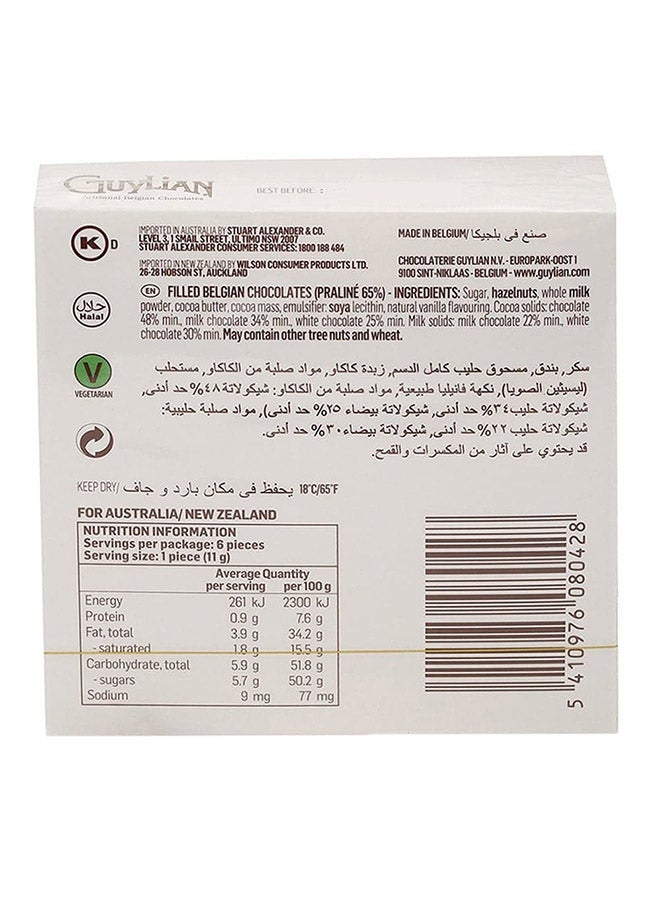 GUYLIAN
Artisanal Belgian Chocolates
BEST BEFORE: :
K D
IMPORTED IN AUSTRALIA BY STUART ALEXANDER & CO.
LEVEL 3, 1 SMAIL STREET, ULTIMO NSW 2007
STUART ALEXANDER CONSUMER SERVICES: 1800 188 484
IMPORTED IN NEW ZEALAND BY WILSON CONSUMER PRODUCTS LTD.
26-28 HOBSON ST, AUCKLAND
MADE IN BELGIUM/ صنع في بلجيكا
CHOCOLATERIE GUYLIAN N.V. - EUROPARK-OOST 1
9100 SINT-NIKLAAS - BELGIUM - www.guylian.com
حلال
Halal
EN FILLED BELGIAN CHOCOLATES (PRALINÉ 65%) - INGREDIENTS: Sugar, hazelnuts, whole milk
powder, cocoa butter, cocoa mass, emulsifier: soya lecithin, natural vanilla flavouring. Cocoa solids: chocolate
48% min., milk chocolate 34% min., white chocolate 25% min. Milk solids: milk chocolate 22% min., white
chocolate 30% min. May contain other tree nuts and wheat.
V
VEGETARIAN
سكر, بندق, مسحوق حليب كامل الدسم, زبدة كاكاو, مواد صلبة من الكاكاو, مستحلب
(ليسيثين الصويا), نكهة فانيليا طبيعية, مواد صلبة من الكاكاو: شيكولاتة ٤٨% حد أدنى,
شيكولاتة حليب ٣٤% حد أدنى, شيكولاتة بيضاء ٢٥% حد أدنى), مواد صلبة حليبية:
شيكولاتة حليب ٢٢% حد أدنى, شيكولاتة بيضاء ٣٠% حد أدنى.
قد يحتوي على آثار من المكسرات والقمح.
KEEP DRY/ يحفظ في مكان بارد و جاف 18°C/65°F
FOR AUSTRALIA/ NEW ZEALAND
NUTRITION INFORMATION
Servings per package: 6 pieces
Serving size: 1 piece (11 g)
Average Quantity
per serving per 100 g
Energy 261 kJ 2300 kJ
Protein 0.9 g 7.6 g
Fat, total 3.9 g 34.2 g
- saturated 1.8 g 15.5 g
Carbohydrate, total 5.9 g 51.8 g
- sugars 5.7 g 50.2 g
Sodium 9 mg 77 mg
5 410976 080428